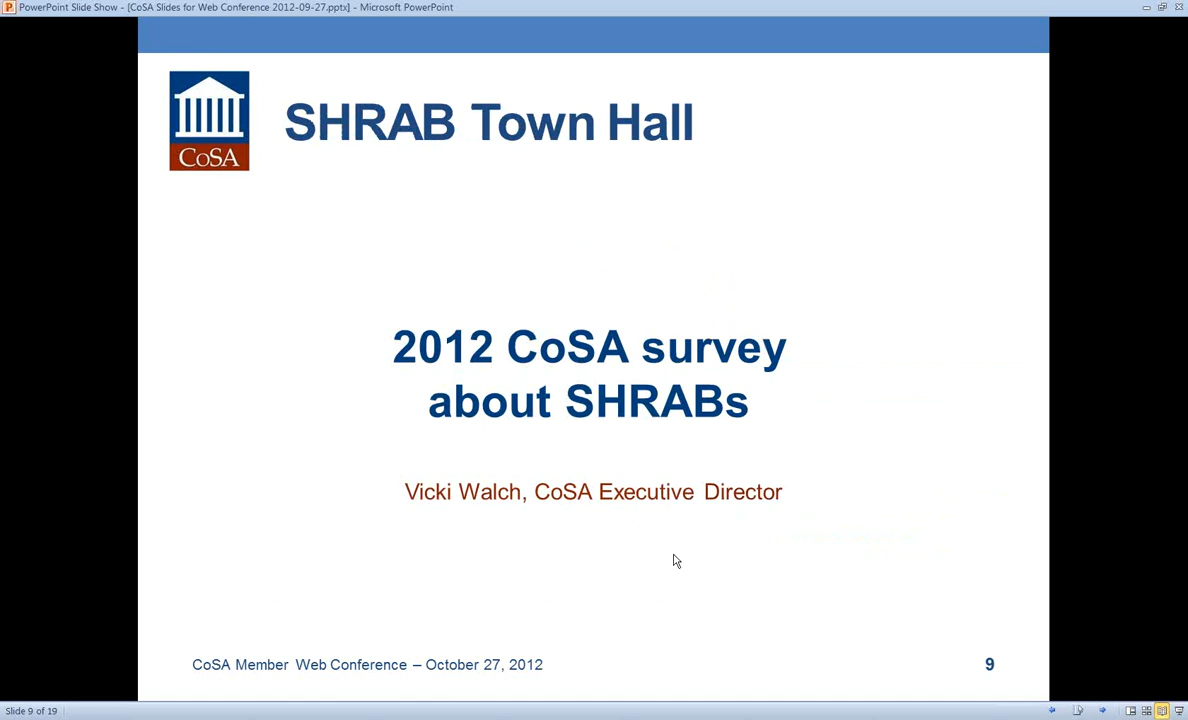 PowerPoint Slide Show - [CoSA Slides for Web Conference 2012-09-27.pptx] - Microsoft PowerPoint
CoSA
SHRAB Town Hall
2012 CoSA survey
about SHRABs
Vicki Walch, CoSA Executive Director
CoSA Member Web Conference – October 27, 2012
9
Slide 9 of 19